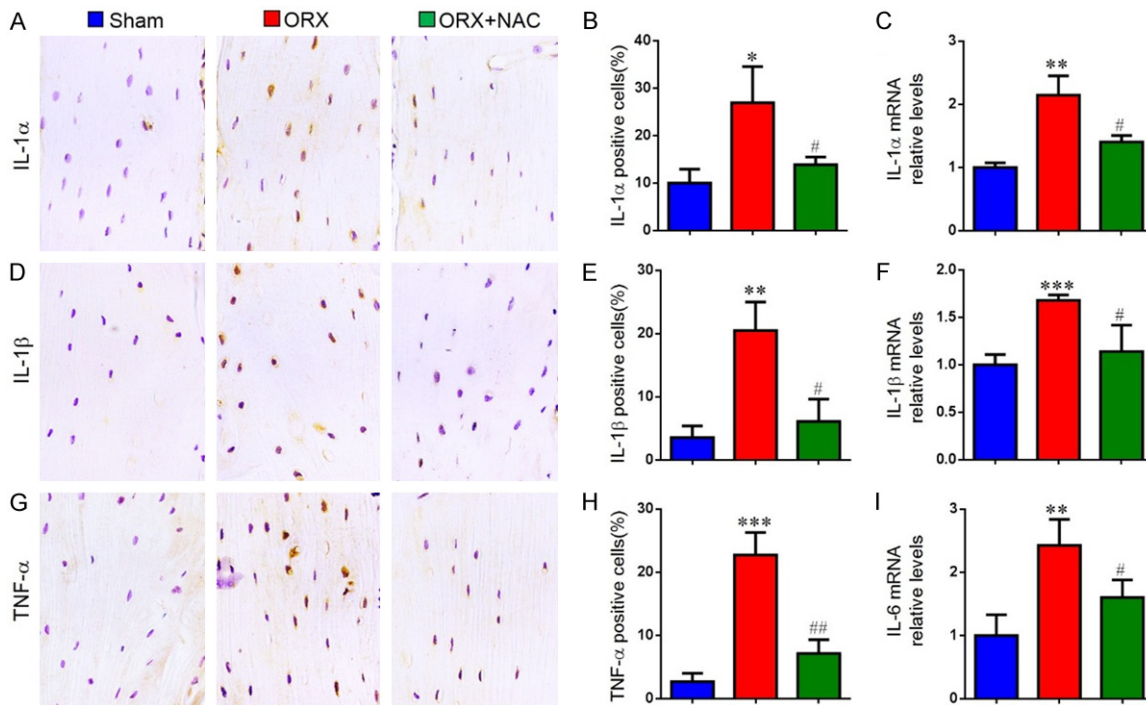 Sham ORX ORX+NAC
A
IL-1α
B
IL-1α positive cells(%)
40
30
20
10
0
*
#
C
IL-1α mRNA
relative levels
3
2
1
0
**
#
D
IL-1β
E
IL-1β positive cells(%)
30
20
10
0
**
#
F
IL-1β mRNA
relative levels
2.0
1.5
1.0
0.5
0.0
***
#
G
TNF-α
H
TNF-α positive cells(%)
30
20
10
0
***
##
I
IL-6 mRNA
relative levels
3
2
1
0
**
#